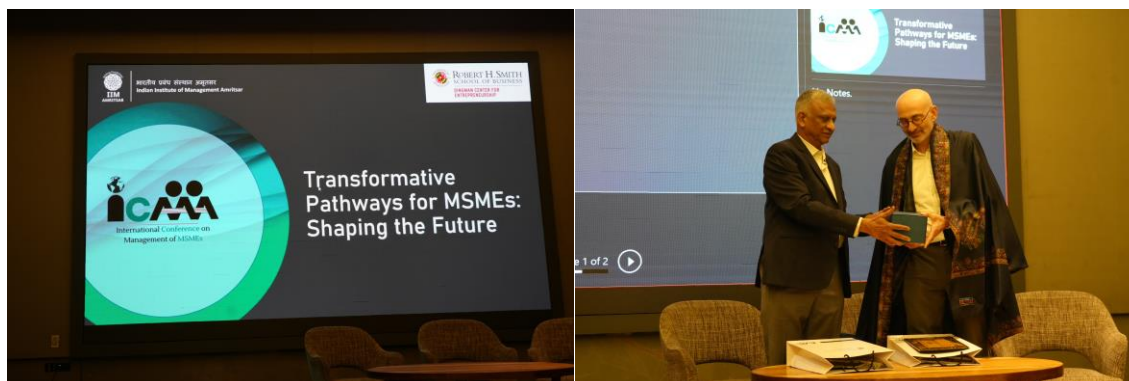 IIM
AMRITSAR
भारतीय प्रबंध संस्थान अमृतसर
Indian Institute of Management Amritsar
ROBERT H. SMITH
SCHOOL OF BUSINESS
DINGMAN CENTER FOR
ENTREPRENEURSHIP
iCMM
International Conference on
Management of MSMEs
Transformative
Pathways for MSMEs:
Shaping the Future
Transformative
Pathways for MSMEs:
Shaping the Future
Notes.
1 of 2